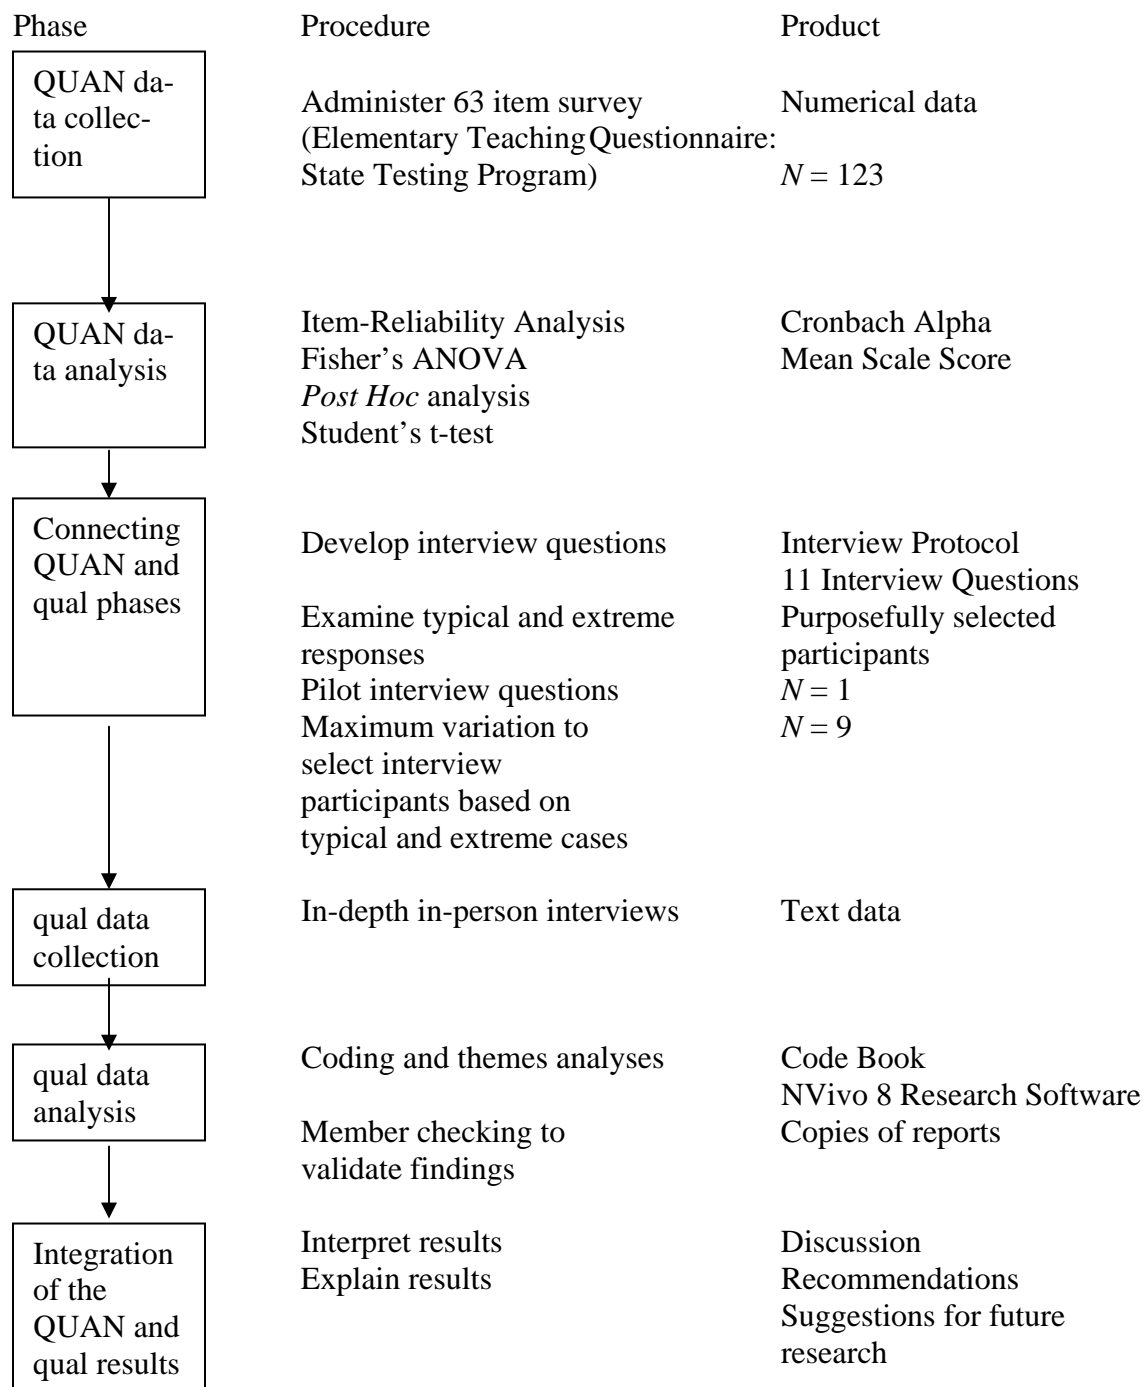 Phase Procedure Product
QUAN da-
ta collec-
tion
Administer 63 item survey
(Elementary Teaching Questionnaire:
State Testing Program)
Numerical data
N = 123
QUAN da-
ta analysis
Item-Reliability Analysis
Fisher’s ANOVA
Post Hoc analysis
Student’s t-test
Cronbach Alpha
Mean Scale Score
Connecting
QUAN and
qual phases
Develop interview questions
Examine typical and extreme
responses
Pilot interview questions
Maximum variation to
select interview
participants based on
typical and extreme cases
Interview Protocol
11 Interview Questions
Purposefully selected
participants
N = 1
N = 9
qual data
collection
In-depth in-person interviews
Text data
qual data
analysis
Coding and themes analyses
Member checking to
validate findings
Code Book
NVivo 8 Research Software
Copies of reports
Integration
of the
QUAN and
qual results
Interpret results
Explain results
Discussion
Recommendations
Suggestions for future
research